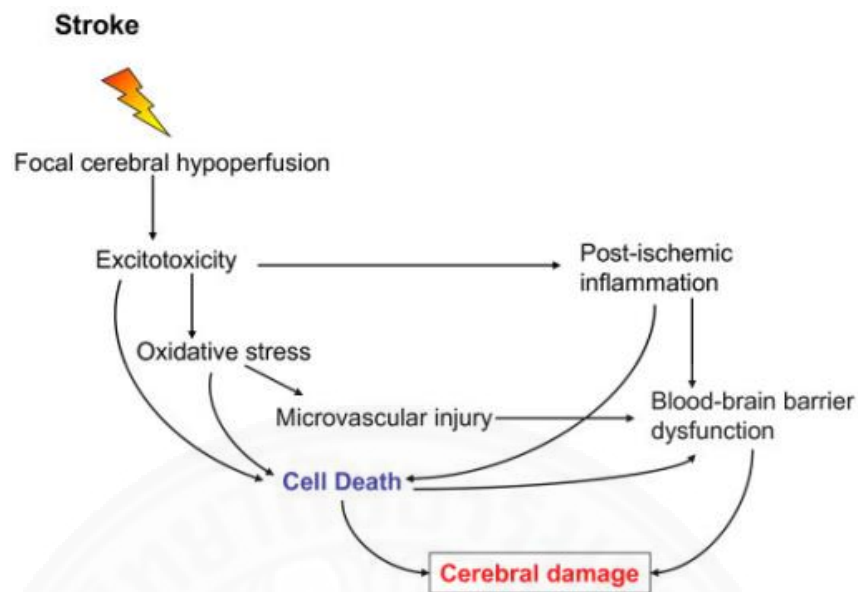 Stroke
Focal cerebral hypoperfusion
Excitotoxicity
Post-ischemic
inflammation
Oxidative stress
Microvascular injury
Blood-brain barrier
dysfunction
Cell Death
Cerebral damage